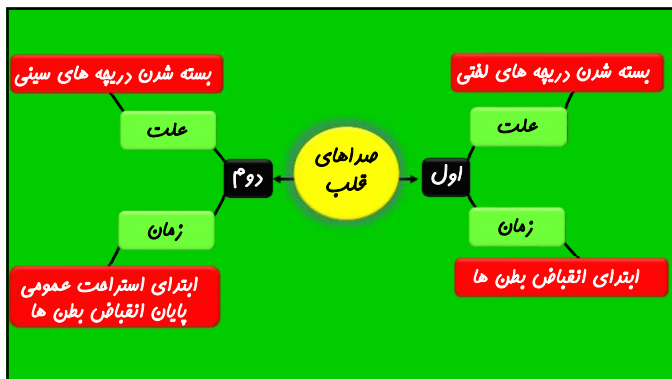 صداهای
قلب
اول
علت
بسته شدن دریچه های لختی
زمان
ابتدای انقباض بطن ها
دوم
علت
بسته شدن دریچه های سینی
زمان
ابتدای استراحت عمومی
پایان انقباض بطن ها